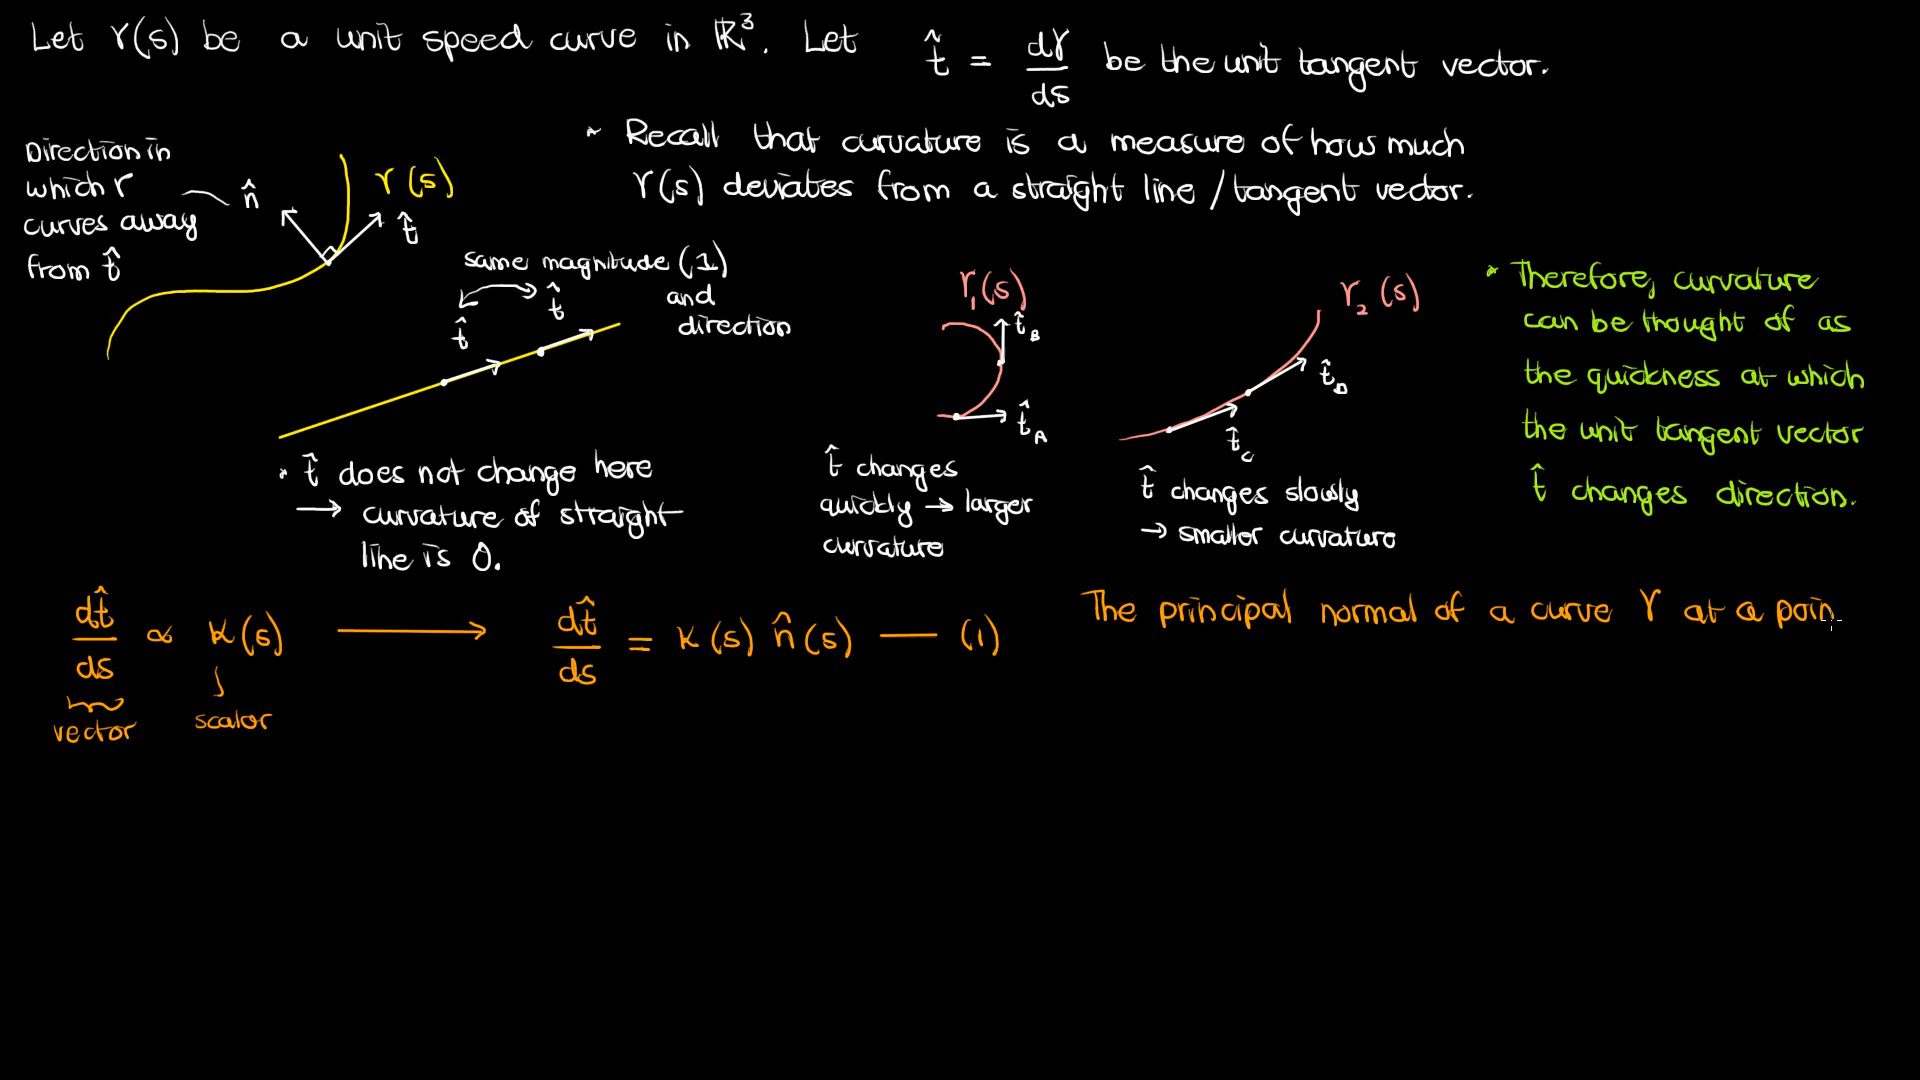 Let γ(s) be a unit speed curve in ℝ³. Let t̂ = dγ/ds be the unit tangent vector.
* Recall that curvature is a measure of how much
γ(s) deviates from a straight line / tangent vector.
Direction in
which γ
curves away
from t̂
n̂
γ(s)
t̂
same magnitude (1)
and
direction
t̂
t̂
* t̂ does not change here
→ curvature of straight
line is 0.
γ₁(s)
t̂_B
t̂_A
t̂ changes
quickly → larger
curvature
γ₂(s)
t̂_D
t̂_C
t̂ changes slowly
→ smaller curvature
* Therefore, curvature
can be thought of as
the quickness at which
the unit tangent vector
t̂ changes direction.
dt̂/ds ∝ κ(s) ⟶ dt̂/ds = κ(s) n̂(s) — (1)
vector
scalar
The principal normal of a curve γ at a poin